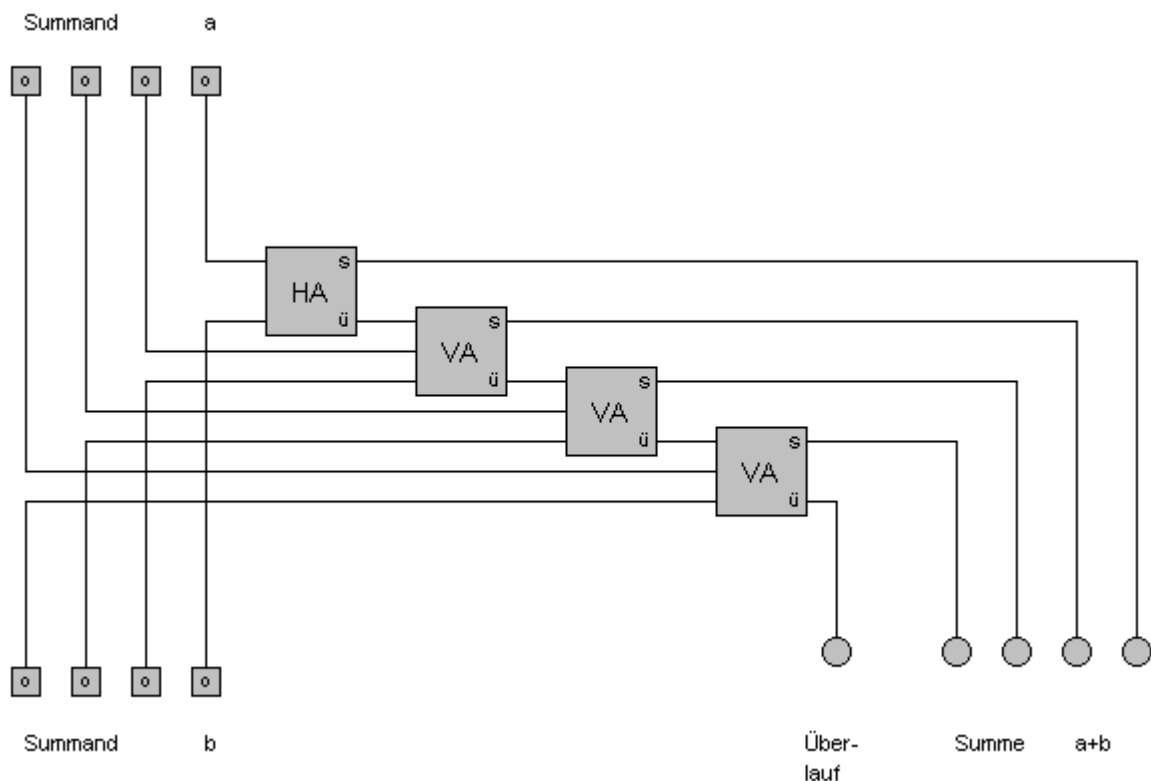 Summand a
o o o o
s
HA
ü
s
VA
ü
s
VA
ü
s
VA
ü
o o o o
Summand b
Über-
lauf
Summe a+b